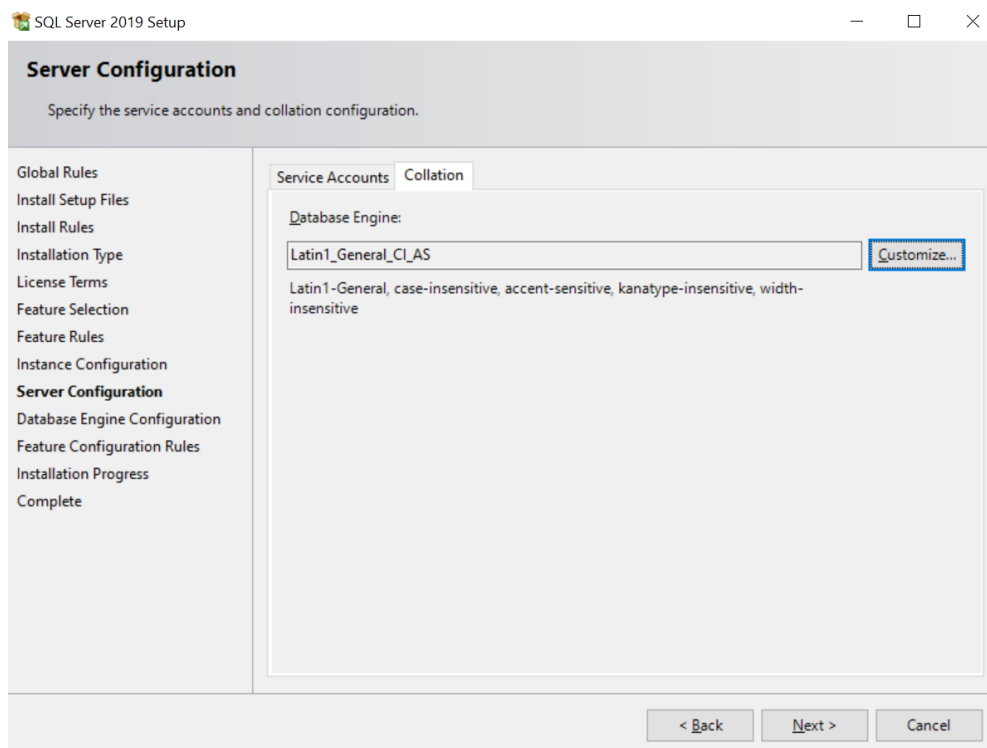 SQL Server 2019 Setup
Server Configuration
Specify the service accounts and collation configuration.
Global Rules
Install Setup Files
Install Rules
Installation Type
License Terms
Feature Selection
Feature Rules
Instance Configuration
Server Configuration
Database Engine Configuration
Feature Configuration Rules
Installation Progress
Complete
Service Accounts
Collation
Database Engine:
Latin1_General_CI_AS
Customize...
Latin1-General, case-insensitive, accent-sensitive, kanatype-insensitive, width-
insensitive
< Back
Next >
Cancel